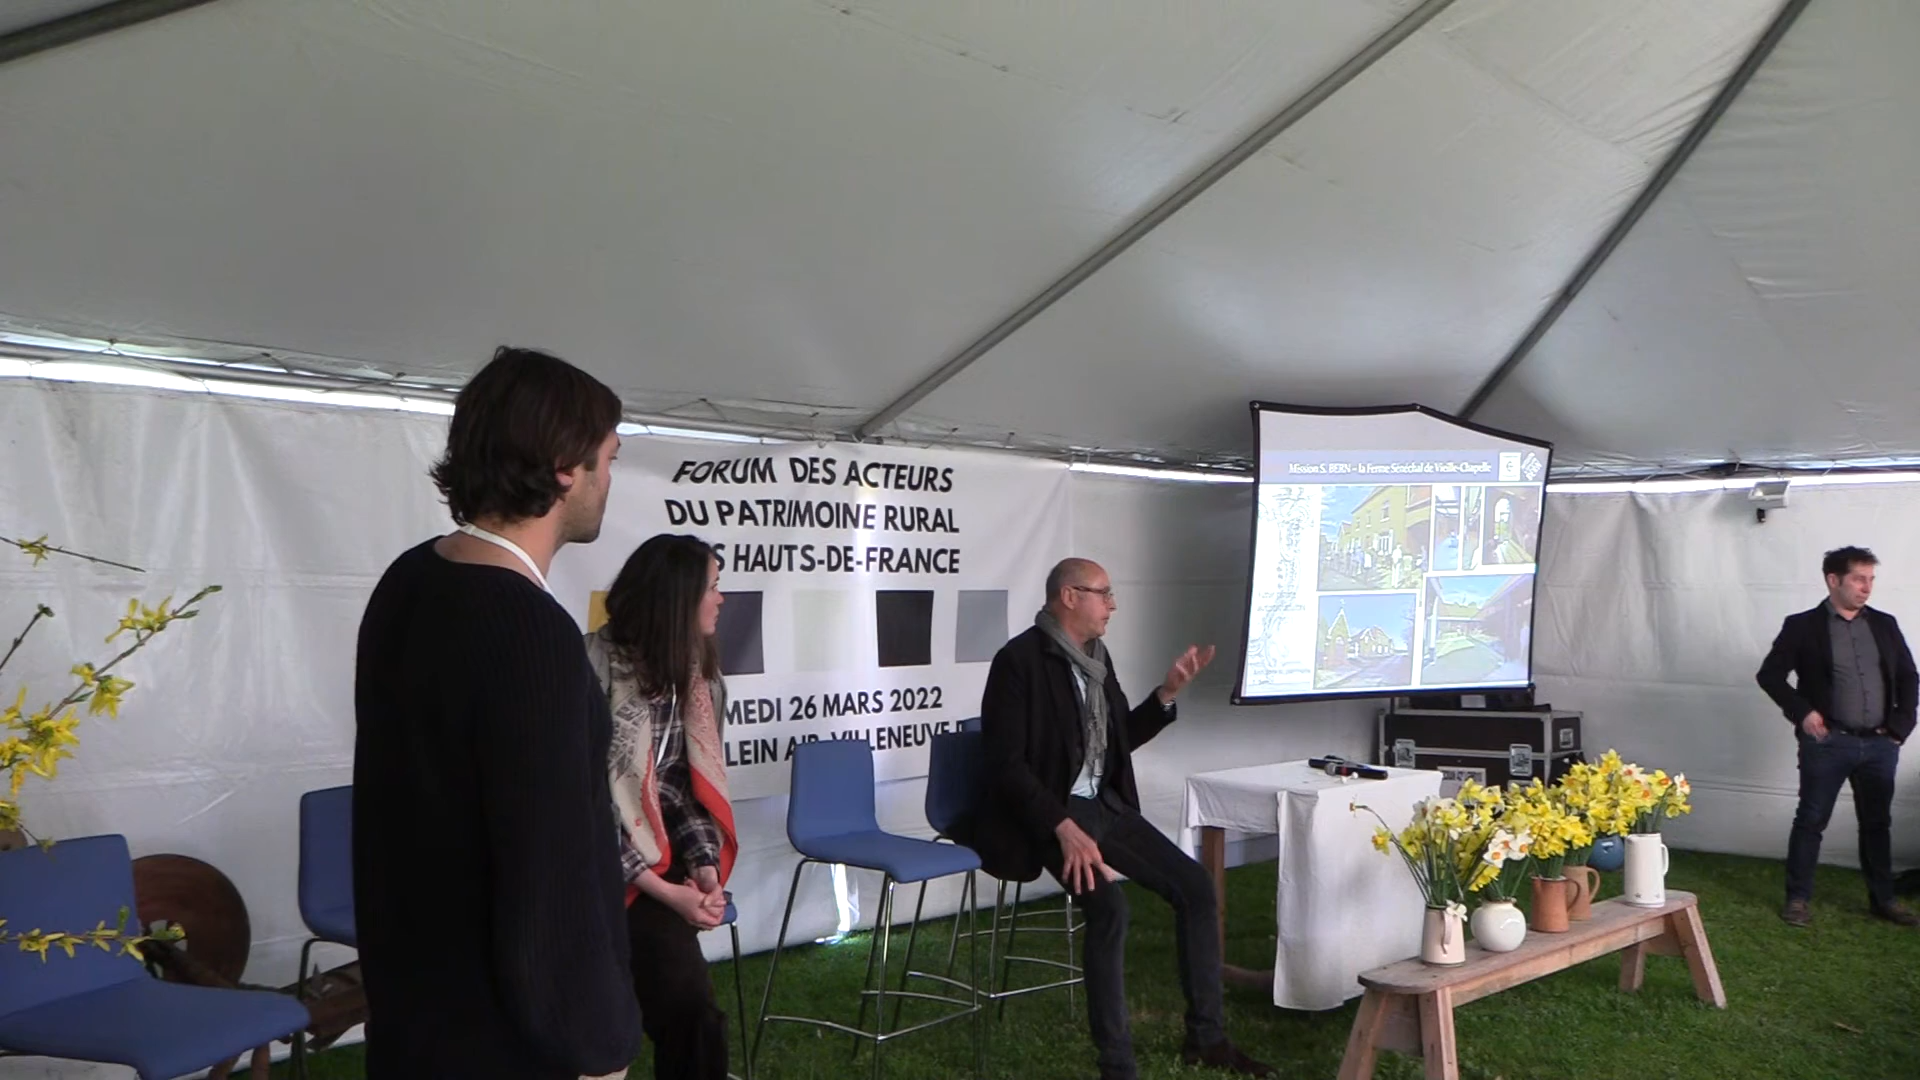 FORUM DES ACTEURS
DU PATRIMOINE RURAL
S HAUTS-DE-FRANCE
MEDI 26 MARS 2022
LEIN AIR VILLENEUVE
Mission S. BERN - la Ferme Sénéchal de Vieille-Chapelle